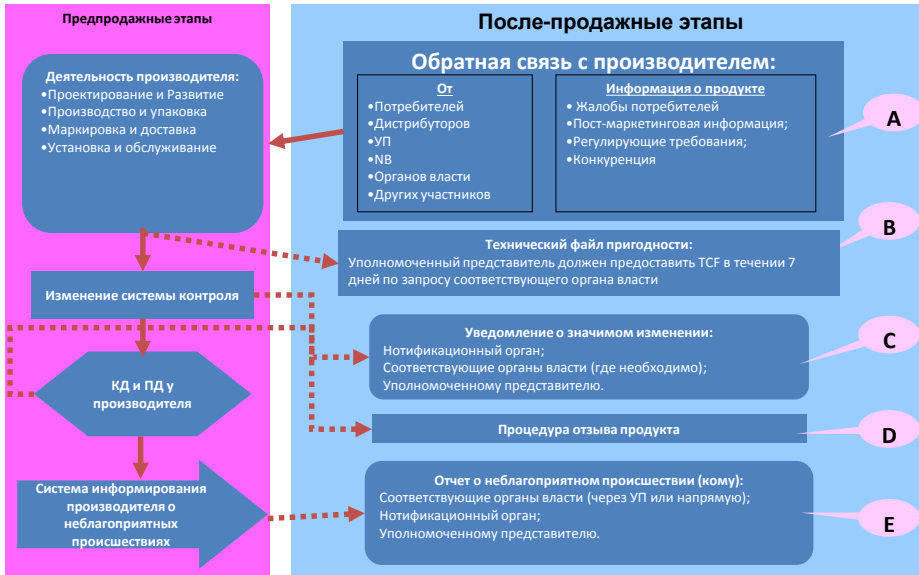 Предпродажные этапы
Деятельность производителя:
•Проектирование и Развитие
•Производство и упаковка
•Маркировка и доставка
•Установка и обслуживание
Изменение системы контроля
КД и ПД у
производителя
Система информирования
производителя о
неблагоприятных
происшествиях
После-продажные этапы
Обратная связь с производителем:
От
•Потребителей
•Дистрибуторов
•УП
•NB
•Органов власти
•Других участников
Информация о продукте
• Жалобы потребителей
•Пост-маркетинговая информация;
•Регулирующие требования;
•Конкуренция
A
Технический файл пригодности:
Уполномоченный представитель должен предоставить TCF в течении 7
дней по запросу соответствующего органа власти
B
Уведомление о значимом изменении:
Нотификационный орган;
Соответствующие органы власти (где необходимо);
Уполномоченному представителю.
C
Процедура отзыва продукта
D
Отчет о неблагоприятном происшествии (кому):
Соответствующие органы власти (через УП или напрямую);
Нотификационный орган;
Уполномоченному представителю.
E